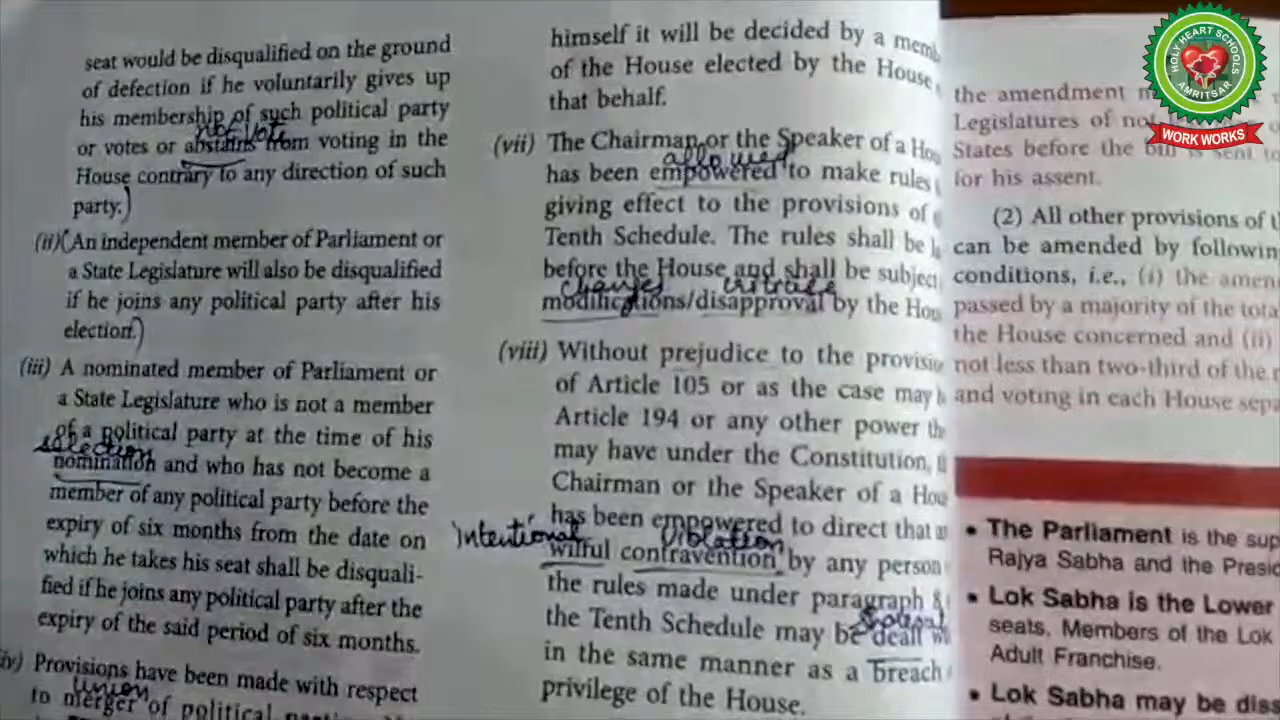 seat would be disqualified on the ground
of defection if he voluntarily gives up
his membership of such political party
not vote
or votes or abstains from voting in the
House contrary to any direction of such
party.)
(ii) (An independent member of Parliament or
a State Legislature will also be disqualified
if he joins any political party after his
election.)
(iii) A nominated member of Parliament or
a State Legislature who is not a member
of a political party at the time of his
selection
nomination and who has not become a
member of any political party before the
expiry of six months from the date on
which he takes his seat shall be disquali-
fied if he joins any political party after the
expiry of the said period of six months.
iv) Provisions have been made with respect
union
to merger of political
himself it will be decided by a memb
of the House elected by the House
that behalf.
(vii) The Chairman or the Speaker of a Hou
allowed
has been empowered to make rules
giving effect to the provisions of
Tenth Schedule. The rules shall be
before the House and shall be subject
changes
modifications/disapproval by the Hou
(viii) Without prejudice to the provision
of Article 105 or as the case may b
Article 194 or any other power th
may have under the Constitution,
Chairman or the Speaker of a Hou
has been empowered to direct that a
Intentional violation
wilful contravention by any person
the rules made under paragraph 8
the Tenth Schedule may be dealt
in the same manner as a breach
privilege of the House.
the amendment
Legislatures of not
States before the bill is sent to
for his assent.
(2) All other provisions of t
can be amended by followin
conditions, i.e., (i) the amen
passed by a majority of the tota
the House concerned and (ii)
not less than two-third of the
and voting in each House sepa
• The Parliament is the sup
Rajya Sabha and the Presid
• Lok Sabha is the Lower
seats. Members of the Lok
Adult Franchise.
• Lok Sabha may be diss
HOLY HEART SCHOOLS
AMRITSAR
WORK WORKS